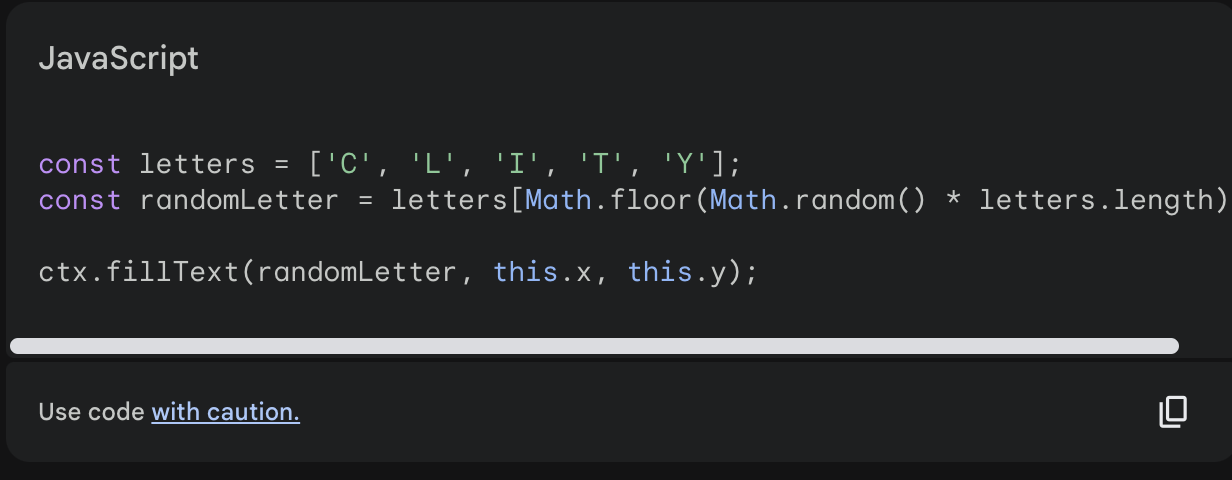 JavaScript
const letters = ['C', 'L', 'I', 'T', 'Y'];
const randomLetter = letters[Math.floor(Math.random() * letters.length)
ctx.fillText(randomLetter, this.x, this.y);
Use code with caution.